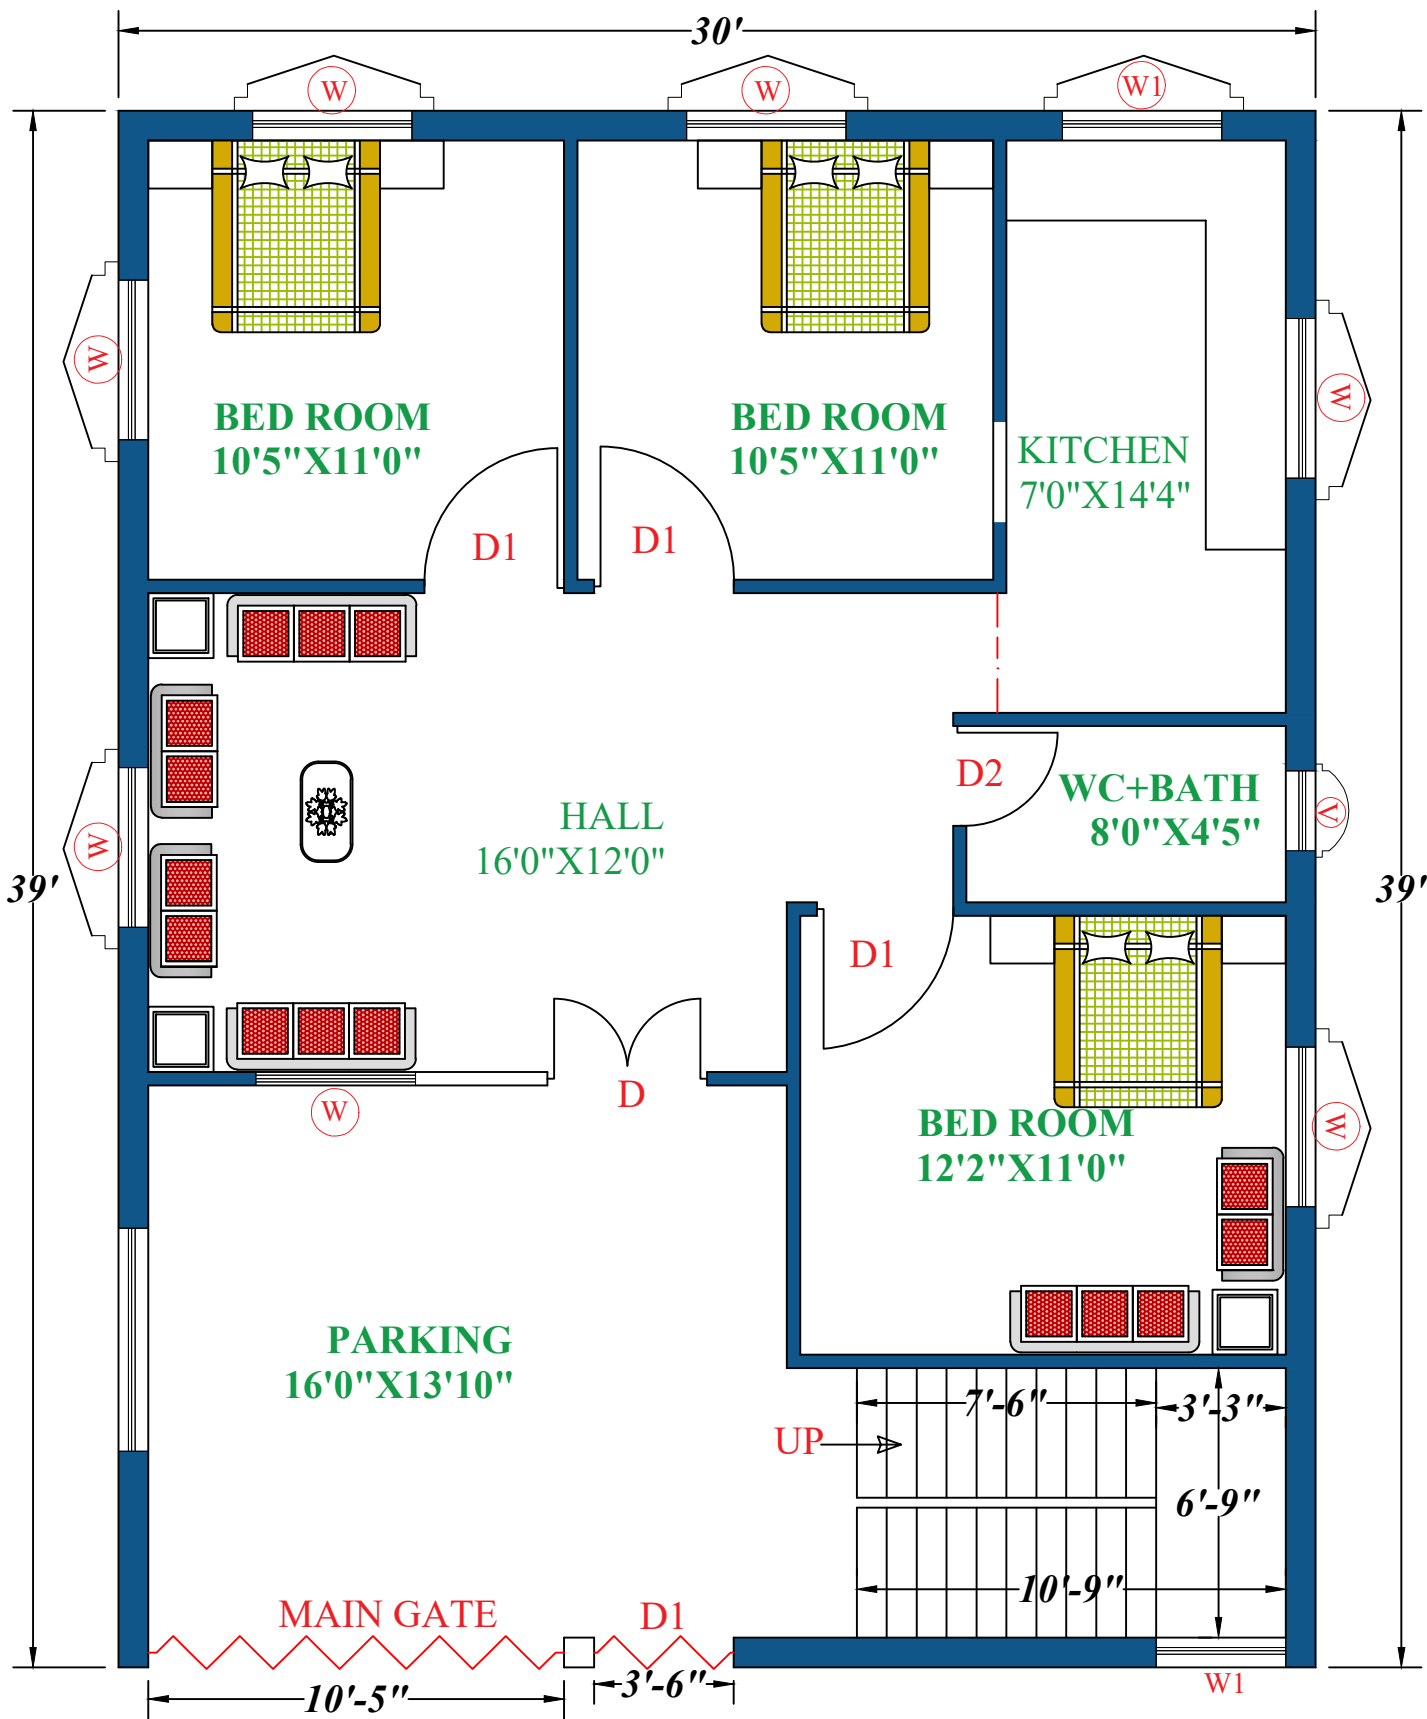 30'
W
W
W1
W
W
BED ROOM
10'5"X11'0"
BED ROOM
10'5"X11'0"
KITCHEN
7'0"X14'4"
D1
D1
D2
WC+BATH
8'0"X4'5"
V
HALL
16'0"X12'0"
W
39'
39'
D1
D
W
BED ROOM
12'2"X11'0"
W
PARKING
16'0"X13'10"
7'-6"
3'-3"
UP
6'-9"
10'-9"
MAIN GATE
D1
W1
10'-5"
3'-6"